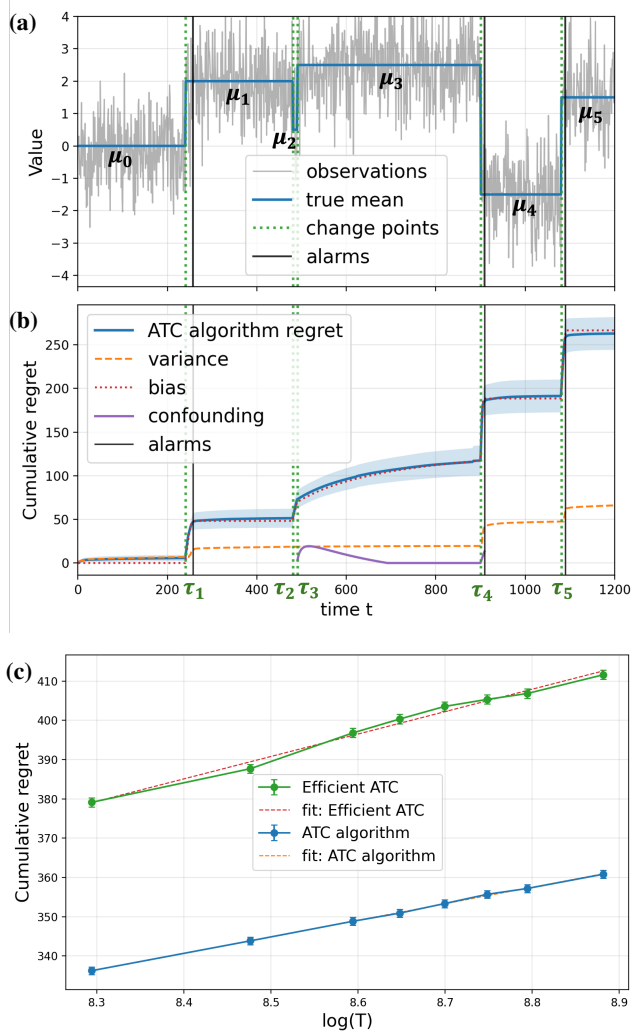 (a)
4
3
2
1
0
−1
−2
−3
−4
Value
μ0
μ1
μ2
μ3
μ4
μ5
observations
true mean
change points
alarms
(b)
250
200
150
100
50
0
Cumulative regret
ATC algorithm regret
variance
bias
confounding
alarms
0 200 400 600 800 1000 1200
τ1 τ2 τ3 τ4 τ5
time t
(c)
410
400
390
380
370
360
350
340
Cumulative regret
Efficient ATC
fit: Efficient ATC
ATC algorithm
fit: ATC algorithm
8.3 8.4 8.5 8.6 8.7 8.8 8.9
log(T)